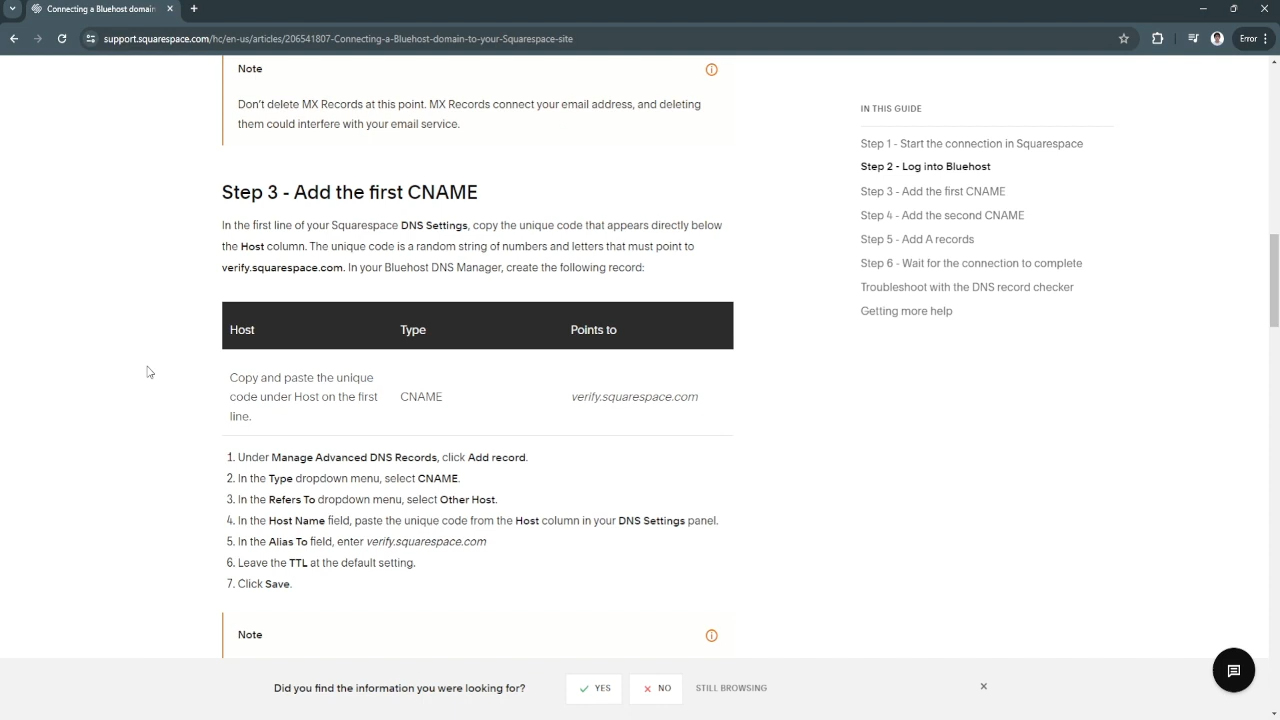 Connecting a Bluehost domain
support.squarespace.com/hc/en-us/articles/206541807-Connecting-a-Bluehost-domain-to-your-Squarespace-site
Error
Note
Don't delete MX Records at this point. MX Records connect your email address, and deleting
them could interfere with your email service.
Step 3 - Add the first CNAME
In the first line of your Squarespace DNS Settings, copy the unique code that appears directly below
the Host column. The unique code is a random string of numbers and letters that must point to
verify.squarespace.com. In your Bluehost DNS Manager, create the following record:
Host Type Points to
Copy and paste the unique
code under Host on the first
line.
CNAME
verify.squarespace.com
1. Under Manage Advanced DNS Records, click Add record.
2. In the Type dropdown menu, select CNAME.
3. In the Refers To dropdown menu, select Other Host.
4. In the Host Name field, paste the unique code from the Host column in your DNS Settings panel.
5. In the Alias To field, enter verify.squarespace.com
6. Leave the TTL at the default setting.
7. Click Save.
Note
IN THIS GUIDE
Step 1 - Start the connection in Squarespace
Step 2 - Log into Bluehost
Step 3 - Add the first CNAME
Step 4 - Add the second CNAME
Step 5 - Add A records
Step 6 - Wait for the connection to complete
Troubleshoot with the DNS record checker
Getting more help
Did you find the information you were looking for? YES NO STILL BROWSING